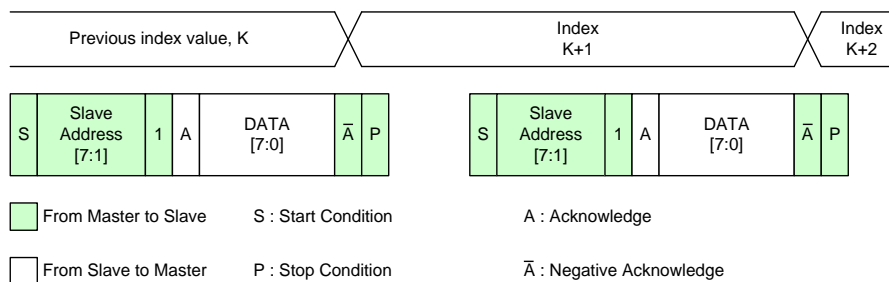 Previous index value, K
Index
K+1
Index
K+2
S
Slave
Address
[7:1]
1
A
DATA
[7:0]
A̅
P
S
Slave
Address
[7:1]
1
A
DATA
[7:0]
A̅
P
From Master to Slave
S : Start Condition
A : Acknowledge
From Slave to Master
P : Stop Condition
A̅ : Negative Acknowledge